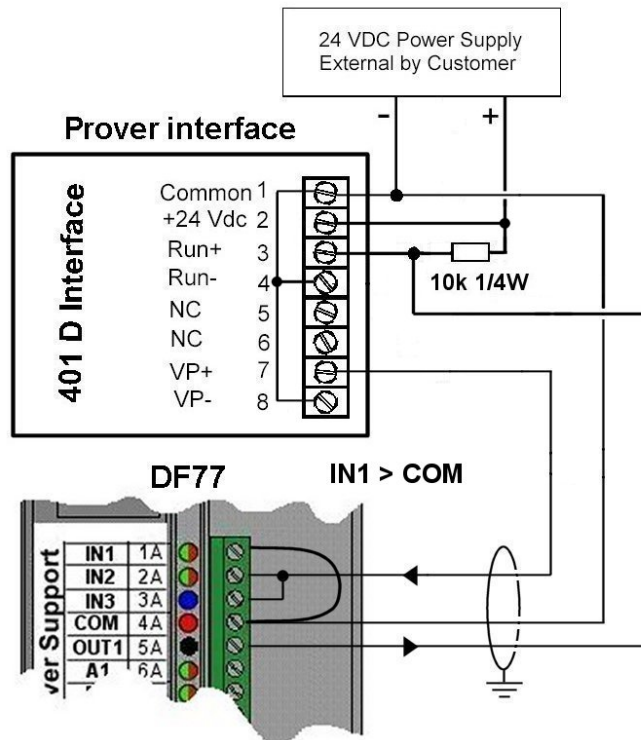 24 VDC Power Supply
External by Customer
- +
Prover interface
401 D Interface
Common 1
+24 Vdc 2
Run+ 3
Run- 4
NC 5
NC 6
VP+ 7
VP- 8
10k 1/4W
DF77
IN1 > COM
ver Support
IN1 1A
IN2 2A
IN3 3A
COM 4A
OUT1 5A
A1 6A